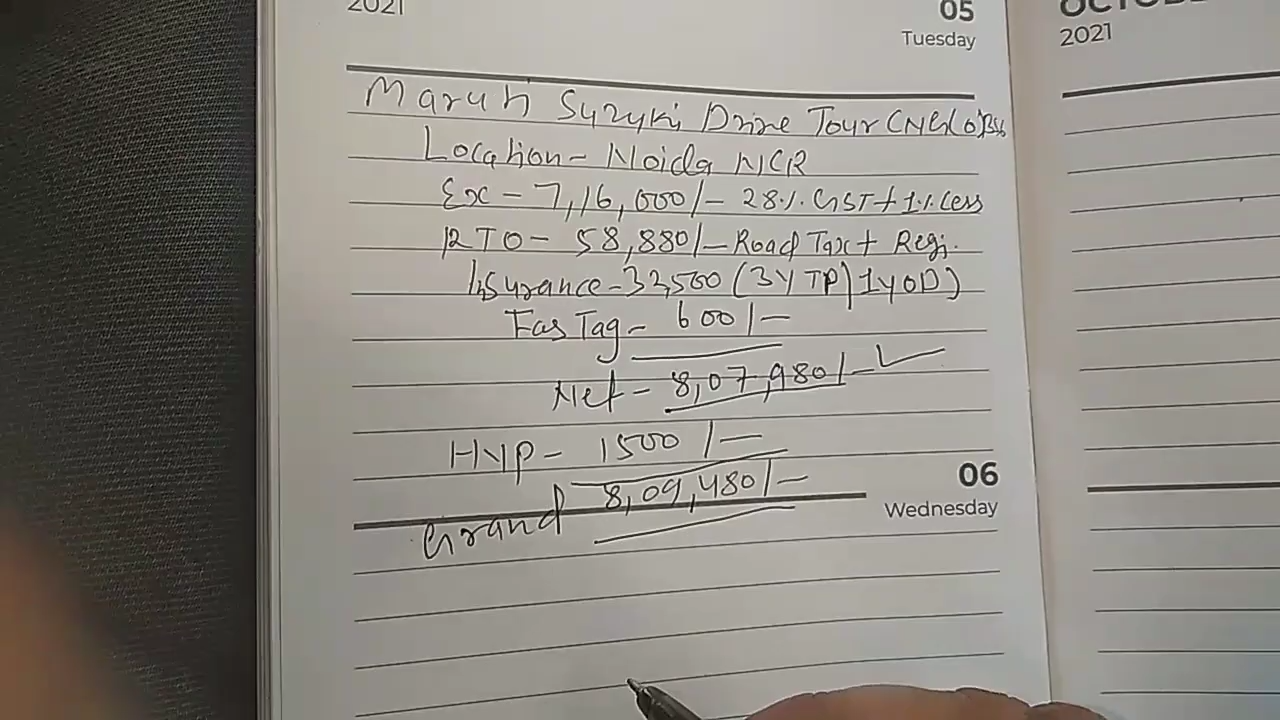 2021
05
Tuesday
OCTOBER
2021
Maruti Suzuki Dzire Tour CNG(O)BS6
Location - Noida NCR
Ex - 7,16,000/- 28% GST + 1% Cess
RTO - 58,880/- Road Tax + Regi.
Insurance - 32,500 (3Y TP | 1Y OD)
FasTag - 600/-
Net - 8,07,980/-
Hyp - 1500/-
06
Wednesday
Grand 8,09,480/-